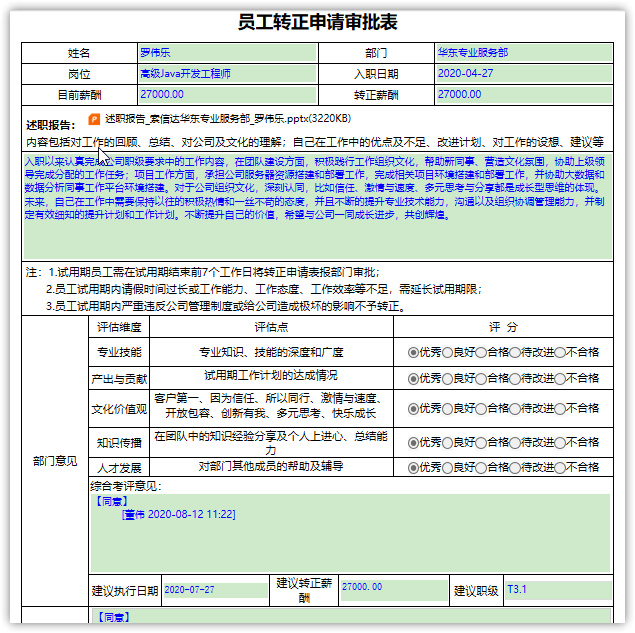 员工转正申请审批表
姓名 罗伟乐 部门 华东专业服务部
岗位 高级Java开发工程师 入职日期 2020-04-27
目前薪酬 27000.00 转正薪酬 27000.00
述职报告： 述职报告_索信达华东专业服务部_罗伟乐.pptx(3220KB)
内容包括对工作的回顾、总结、对公司及文化的理解；自己在工作中的优点及不足、改进计划、对工作的设想、建议等
入职以来认真完成公司职级要求中的工作内容，在团队建设方面，积极践行工作组织文化，帮助新同事、营造文化氛围，协助上级领
导完成分配的工作任务；项目工作方面，承担公司服务器资源搭建和部署工作，完成相关项目环境搭建和部署工作，并协助大数据和
数据分析同事工作平台环境搭建。对于公司组织文化，深刻认同，比如信任、激情与速度、多元思考与分享都是成长型思维的体现。
未来，自己在工作中需要保持以往的积极热情和一丝不苟的态度，并且不断的提升专业技术能力，沟通以及组织协调管理能力，并制
定有效细知的提升计划和工作计划。不断提升自己的价值，希望与公司一同成长进步，共创辉煌。
注：1.试用期员工需在试用期结束前7个工作日将转正申请表报部门审批；
2.员工试用期内请假时间过长或工作能力、工作态度、工作效率等不足，需延长试用期限；
3.员工试用期内严重违反公司管理制度或给公司造成极坏的影响不予转正。
评估维度 评估点 评 分
专业技能 专业知识、技能的深度和广度 优秀 良好 合格 待改进 不合格
产出与贡献 试用期工作计划的达成情况 优秀 良好 合格 待改进 不合格
文化价值观 客户第一、因为信任、所以同行、激情与速度、
开放包容、创新有我、多元思考、快乐成长 优秀 良好 合格 待改进 不合格
知识传播 在团队中的知识经验分享及个人上进心、总结能
力 优秀 良好 合格 待改进 不合格
人才发展 对部门其他成员的帮助及辅导 优秀 良好 合格 待改进 不合格
部门意见
综合考评意见：
【同意】
[董伟 2020-08-12 11:22]
建议执行日期 2020-07-27 建议转正薪
酬 27000.00 建议职级 T3.1
【同意】